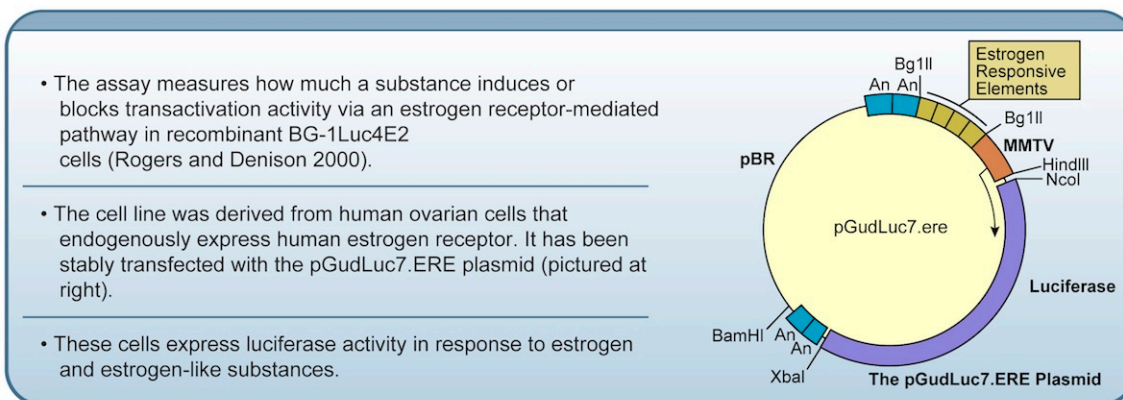 • The assay measures how much a substance induces or
blocks transactivation activity via an estrogen receptor-mediated
pathway in recombinant BG-1Luc4E2
cells (Rogers and Denison 2000).
• The cell line was derived from human ovarian cells that
endogenously express human estrogen receptor. It has been
stably transfected with the pGudLuc7.ERE plasmid (pictured at
right).
• These cells express luciferase activity in response to estrogen
and estrogen-like substances.
Estrogen
Responsive
Elements
Bg1II
An An
Bg1II
MMTV
HindIII
NcoI
pBR
pGudLuc7.ere
Luciferase
BamHI
An
An
XbaI
The pGudLuc7.ERE Plasmid